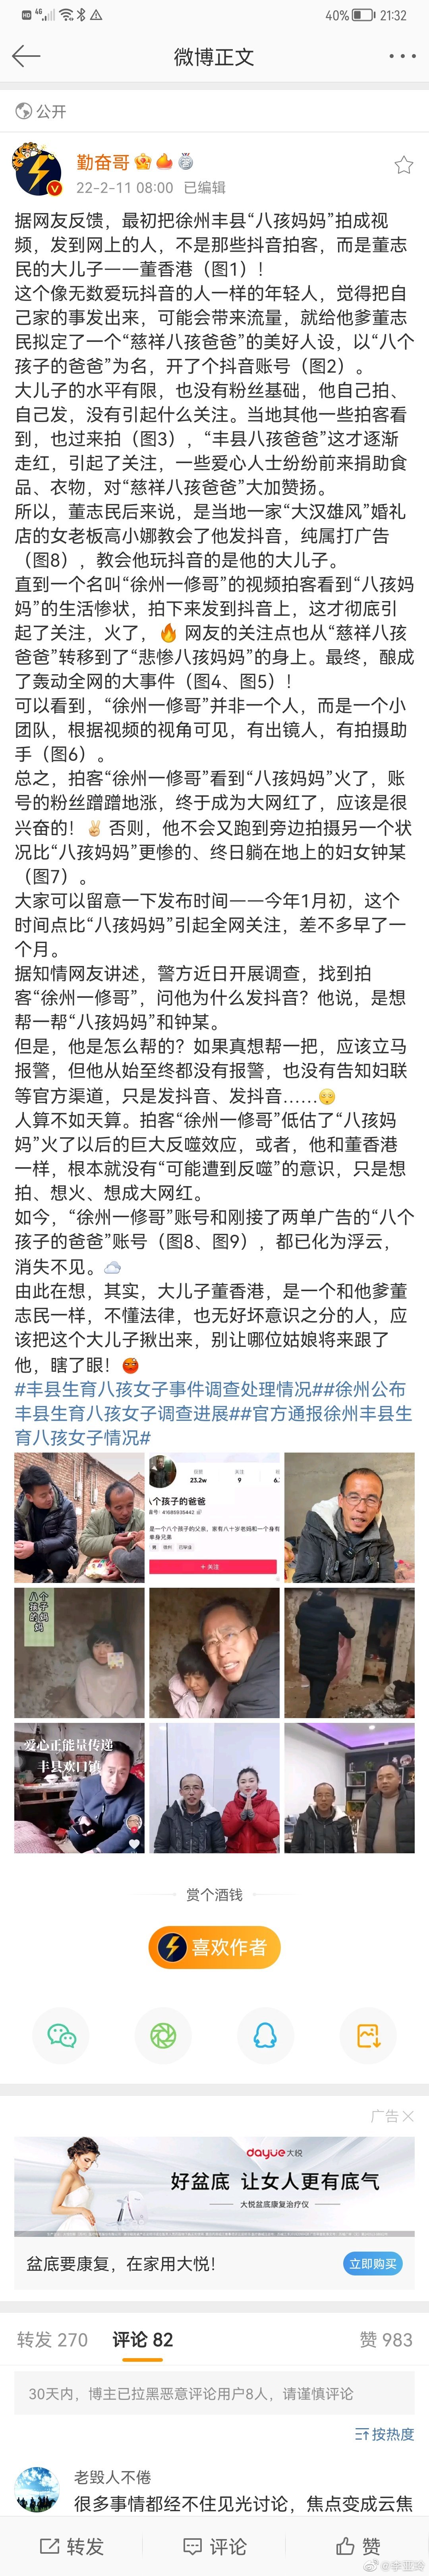 HD 4G 40% 21:32
微博正文
公开
勤奋哥
22-2-11 08:00 已编辑
据网友反馈，最初把徐州丰县“八孩妈妈”拍成视
频，发到网上的人，不是那些抖音拍客，而是董志
民的大儿子——董香港（图1）！
这个像无数爱玩抖音的人一样的年轻人，觉得把自
己家的事发出来，可能会带来流量，就给他爹董志
民拟定了一个“慈祥八孩爸爸”的美好人设，以“八个
孩子的爸爸”为名，开了个抖音账号（图2）。
大儿子的水平有限，也没有粉丝基础，他自己拍、
自己发，没有引起什么关注。当地其他一些拍客看
到，也过来拍（图3），“丰县八孩爸爸”这才逐渐
走红，引起了关注，一些爱心人士纷纷前来捐助食
品、衣物，对“慈祥八孩爸爸”大加赞扬。
所以，董志民后来说，是当地一家“大汉雄风”婚礼
店的女老板高小娜教会了他发抖音，纯属打广告
（图8），教会他玩抖音的是他的大儿子。
直到一个名叫“徐州一修哥”的视频拍客看到“八孩妈
妈”的生活惨状，拍下来发到抖音上，这才彻底引
起了关注，火了，🔥 网友的关注点也从“慈祥八孩
爸爸”转移到了“悲惨八孩妈妈”的身上。最终，酿成
了轰动全网的大事件（图4、图5）！
可以看到，“徐州一修哥”并非一个人，而是一个小
团队，根据视频的视角可见，有出镜人，有拍摄助
手（图6）。
总之，拍客“徐州一修哥”看到“八孩妈妈”火了，账
号的粉丝蹭蹭地涨，终于成为大网红了，应该是很
兴奋的！✌ 否则，他不会又跑到旁边拍摄另一个状
况比“八孩妈妈”更惨的、终日躺在地上的妇女钟某
（图7）。
大家可以留意一下发布时间——今年1月初，这个
时间点比“八孩妈妈”引起全网关注，差不多早了一
个月。
据知情网友讲述，警方近日开展调查，找到拍
客“徐州一修哥”，问他为什么发抖音？他说，是想
帮一帮“八孩妈妈”和钟某。
但是，他是怎么帮的？如果真想帮一把，应该立马
报警，但他从始至终都没有报警，也没有告知妇联
等官方渠道，只是发抖音、发抖音……
人算不如天算。拍客“徐州一修哥”低估了“八孩妈
妈”火了以后的巨大反噬效应，或者，他和董香港
一样，根本就没有“可能遭到反噬”的意识，只是想
拍、想火、想成大网红。
如今，“徐州一修哥”账号和刚接了两单广告的“八个
孩子的爸爸”账号（图8、图9），都已化为浮云，
消失不见。☁
由此在想，其实，大儿子董香港，是一个和他爹董
志民一样，不懂法律，也无好坏意识之分的人，应
该把这个大儿子揪出来，别让哪位姑娘将来跟了
他，瞎了眼！
#丰县生育八孩女子事件调查处理情况##徐州公布
丰县生育八孩女子调查进展##官方通报徐州丰县生
育八孩女子情况#
获赞 关注
23.2w 9
八个孩子的爸爸
41685935442
是一个八个孩子的父亲，家有八十岁老妈和一个身有
+ 关注
八个孩子的妈妈
爱心正能量传递
丰县欢口镇
赏个酒钱
喜欢作者
广告
dayue大悦
好盆底 让女人更有底气
大悦盆底康复治疗仪
盆底要康复，在家用大悦！
立即购买
转发 270 评论 82 赞 983
30天内，博主已拉黑恶意评论用户8人，请谨慎评论
按热度
老毁人不倦
很多事情都经不住见光讨论，焦点变成云焦
转发 评论 赞